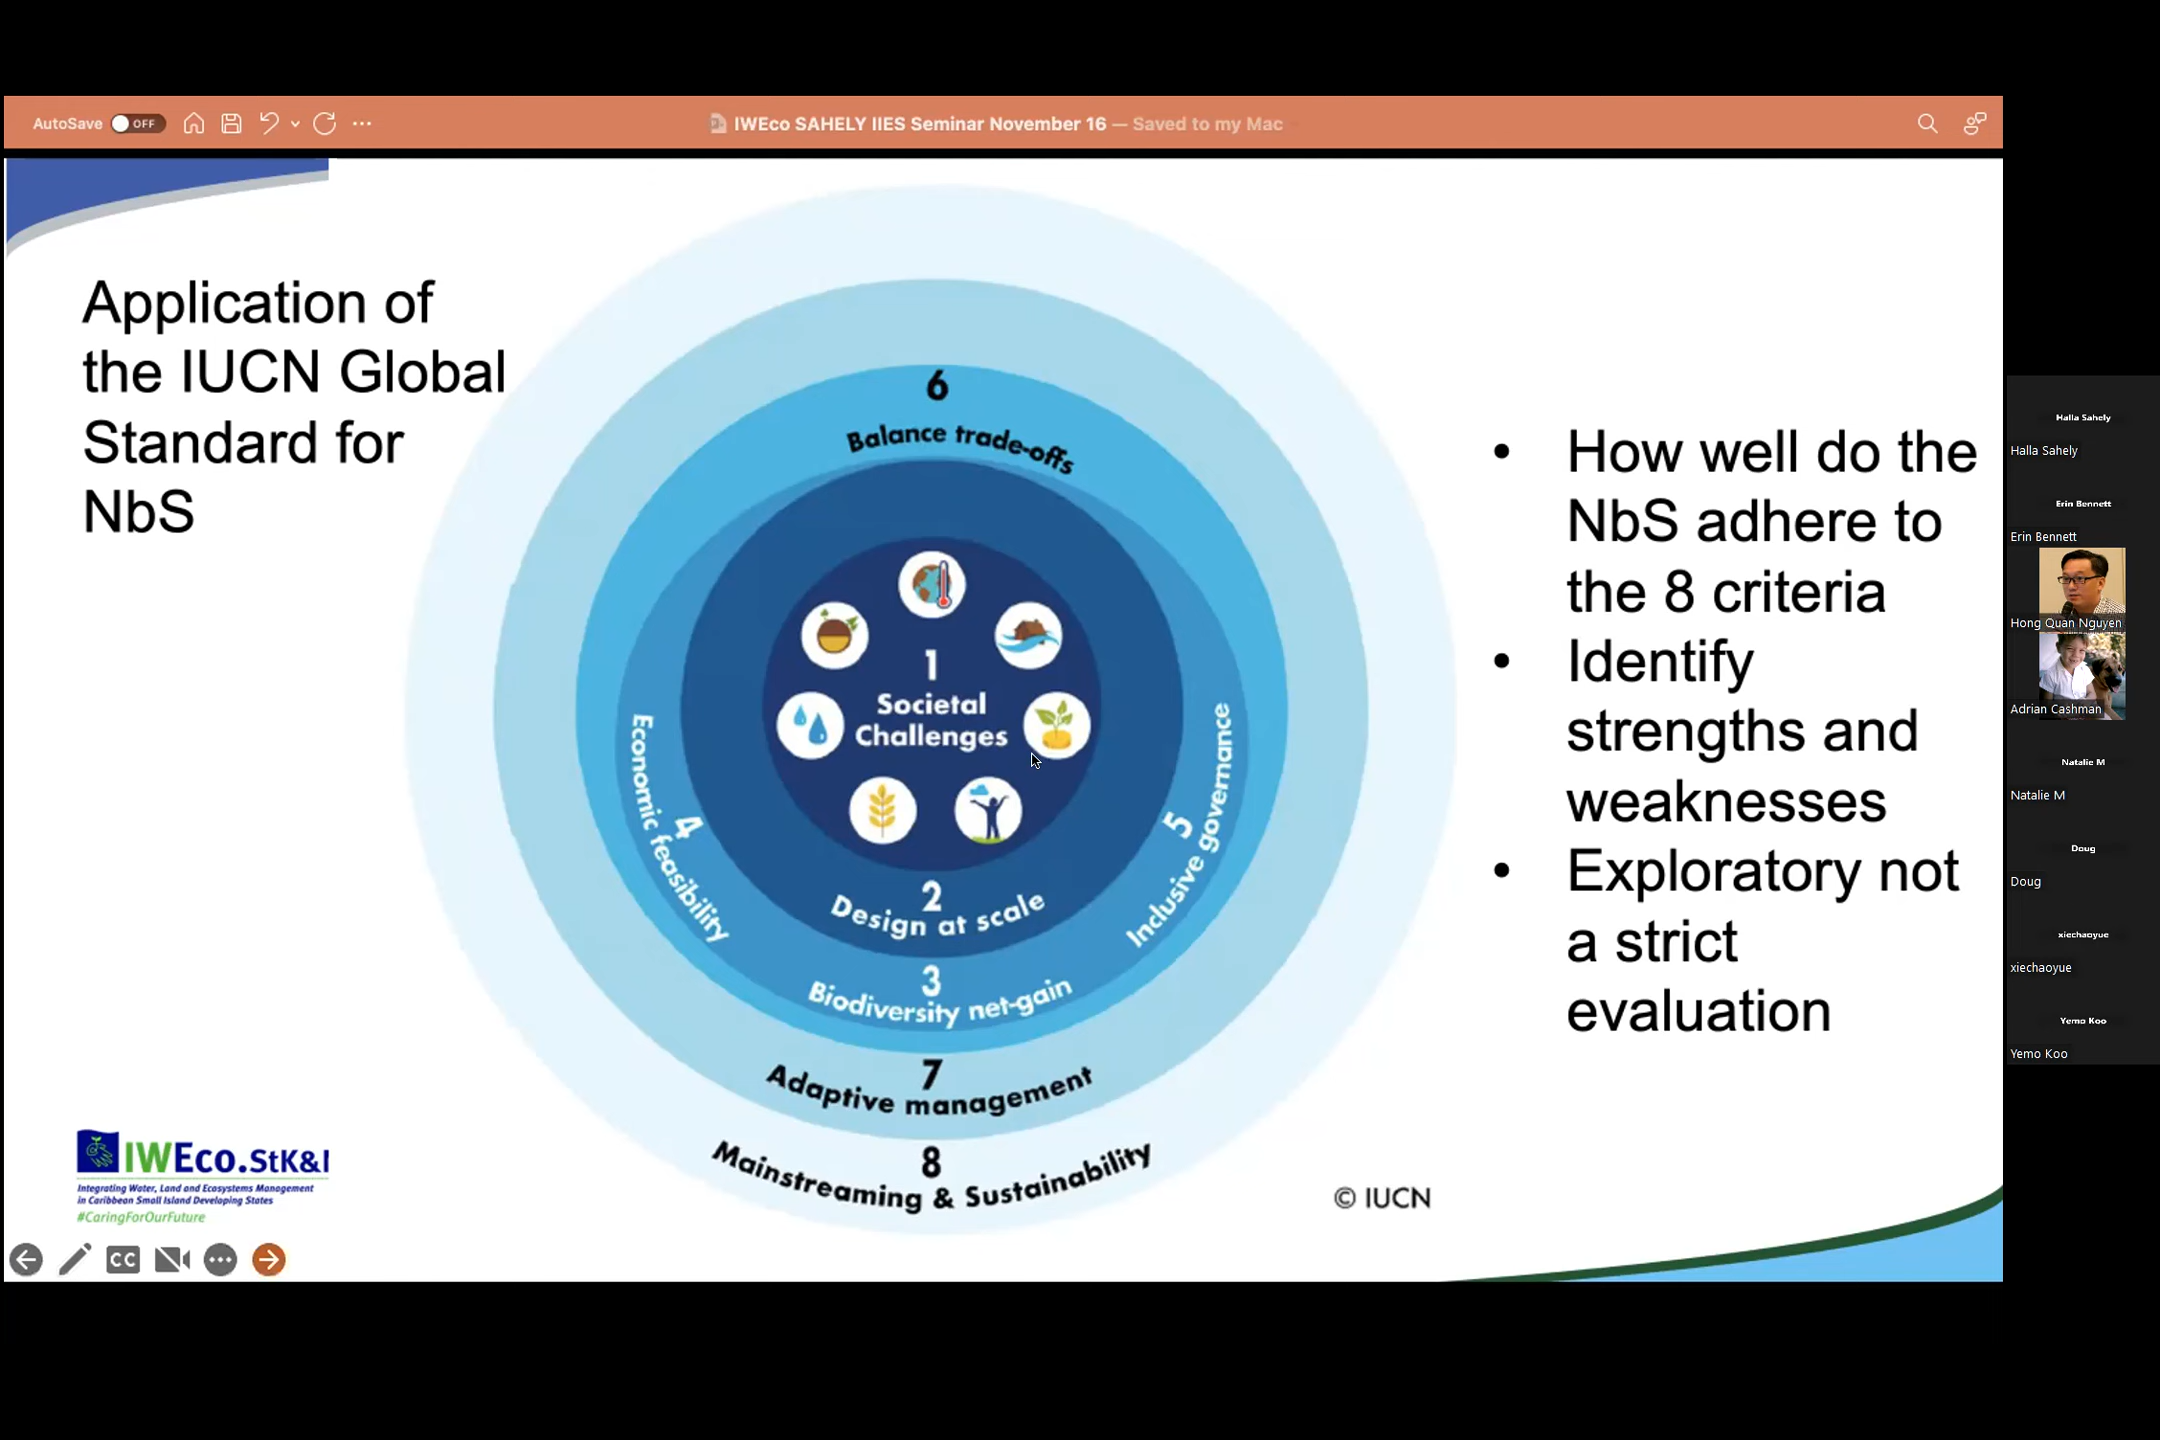 AutoSave OFF
IWEco SAHELY IIES Seminar November 16 — Saved to my Mac
Application of
the IUCN Global
Standard for
NbS
6
Balance trade-offs
1
Societal
Challenges
4
Economic feasibility
5
Inclusive governance
2
Design at scale
3
Biodiversity net-gain
7
Adaptive management
8
Mainstreaming & Sustainability
© IUCN
• How well do the
NbS adhere to
the 8 criteria
• Identify
strengths and
weaknesses
• Exploratory not
a strict
evaluation
IWEco.StK&I
Integrating Water, Land and Ecosystems Management
in Caribbean Small Island Developing States
#CaringForOurFuture
CC
Halla Sahely
Halla Sahely
Erin Bennett
Erin Bennett
Hong Quan Nguyen
Adrian Cashman
Natalie M
Natalie M
Doug
Doug
xiechaoyue
xiechaoyue
Yemo Koo
Yemo Koo